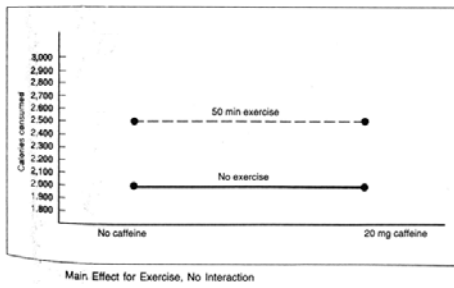 3,000
2,900
2,800
2,700
2,600
2,500
2,400
2,300
2,200
2,100
2.000
1.900
1.800
Calories consumed
50 min exercise
No exercise
No caffeine
20 mg caffeine
Main Effect for Exercise, No Interaction